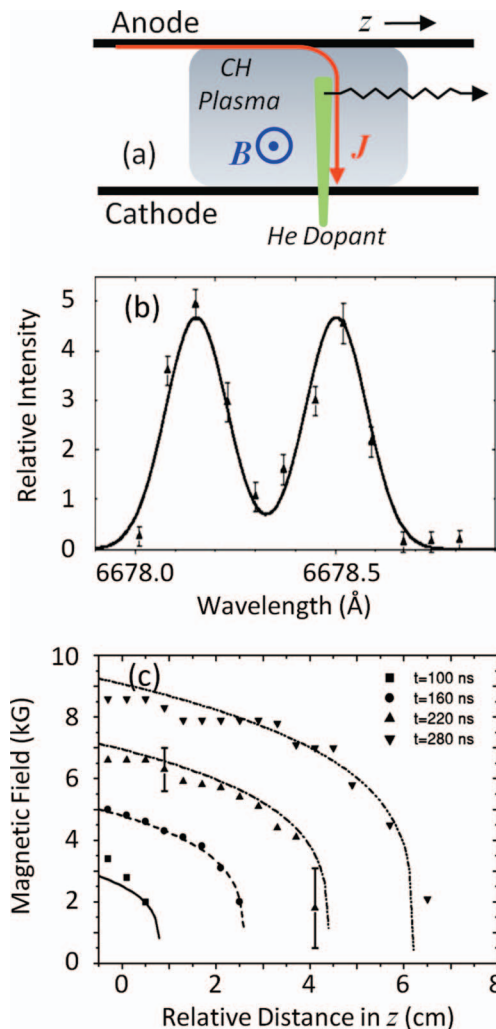 Anode
z
CH
Plasma
(a)
B
J
Cathode
He Dopant
(b)
Relative Intensity
5
4
3
2
1
0
6678.0
6678.5
Wavelength (Å)
(c)
Magnetic Field (kG)
10
8
6
4
2
0
t=100 ns
t=160 ns
t=220 ns
t=280 ns
0
2
4
6
8
Relative Distance in z (cm)